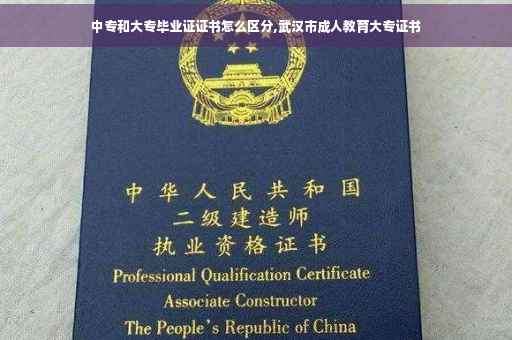 中专和大专毕业证证书怎么区分,武汉市成人教育大专证书
中华人民共和国
二级建造师
执业资格证书
Professional Qualification Certificate
Associate Constructor
The People's Republic of China